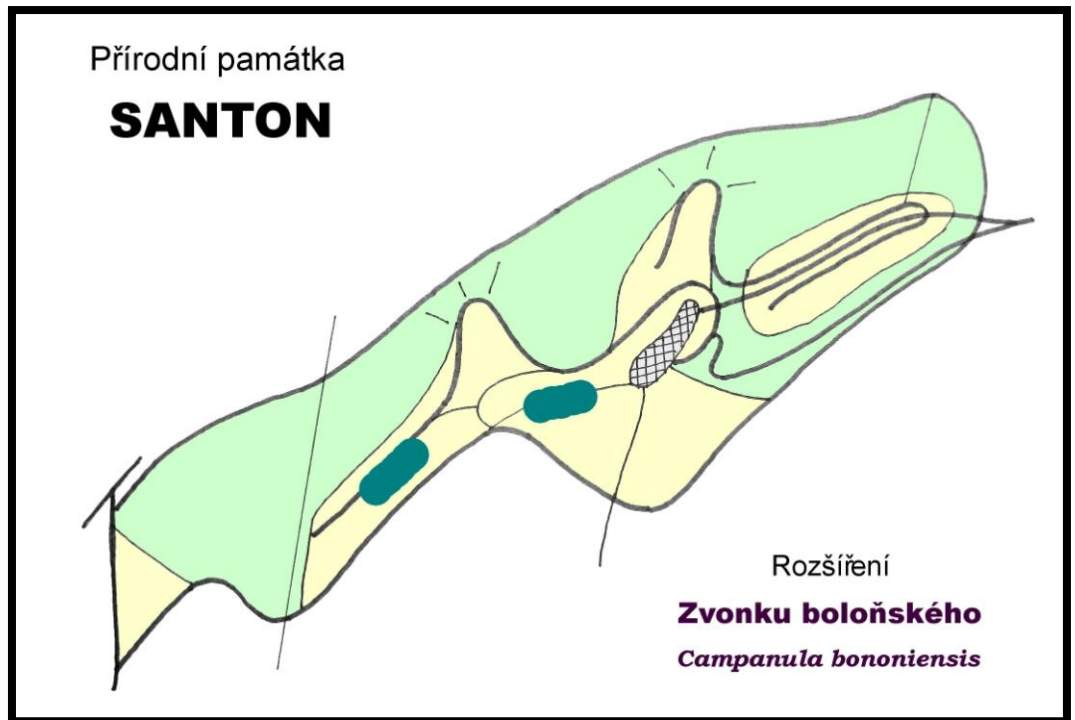 Přírodní památka
SANTON
Rozšíření
Zvonku boloňského
Campanula bononiensis